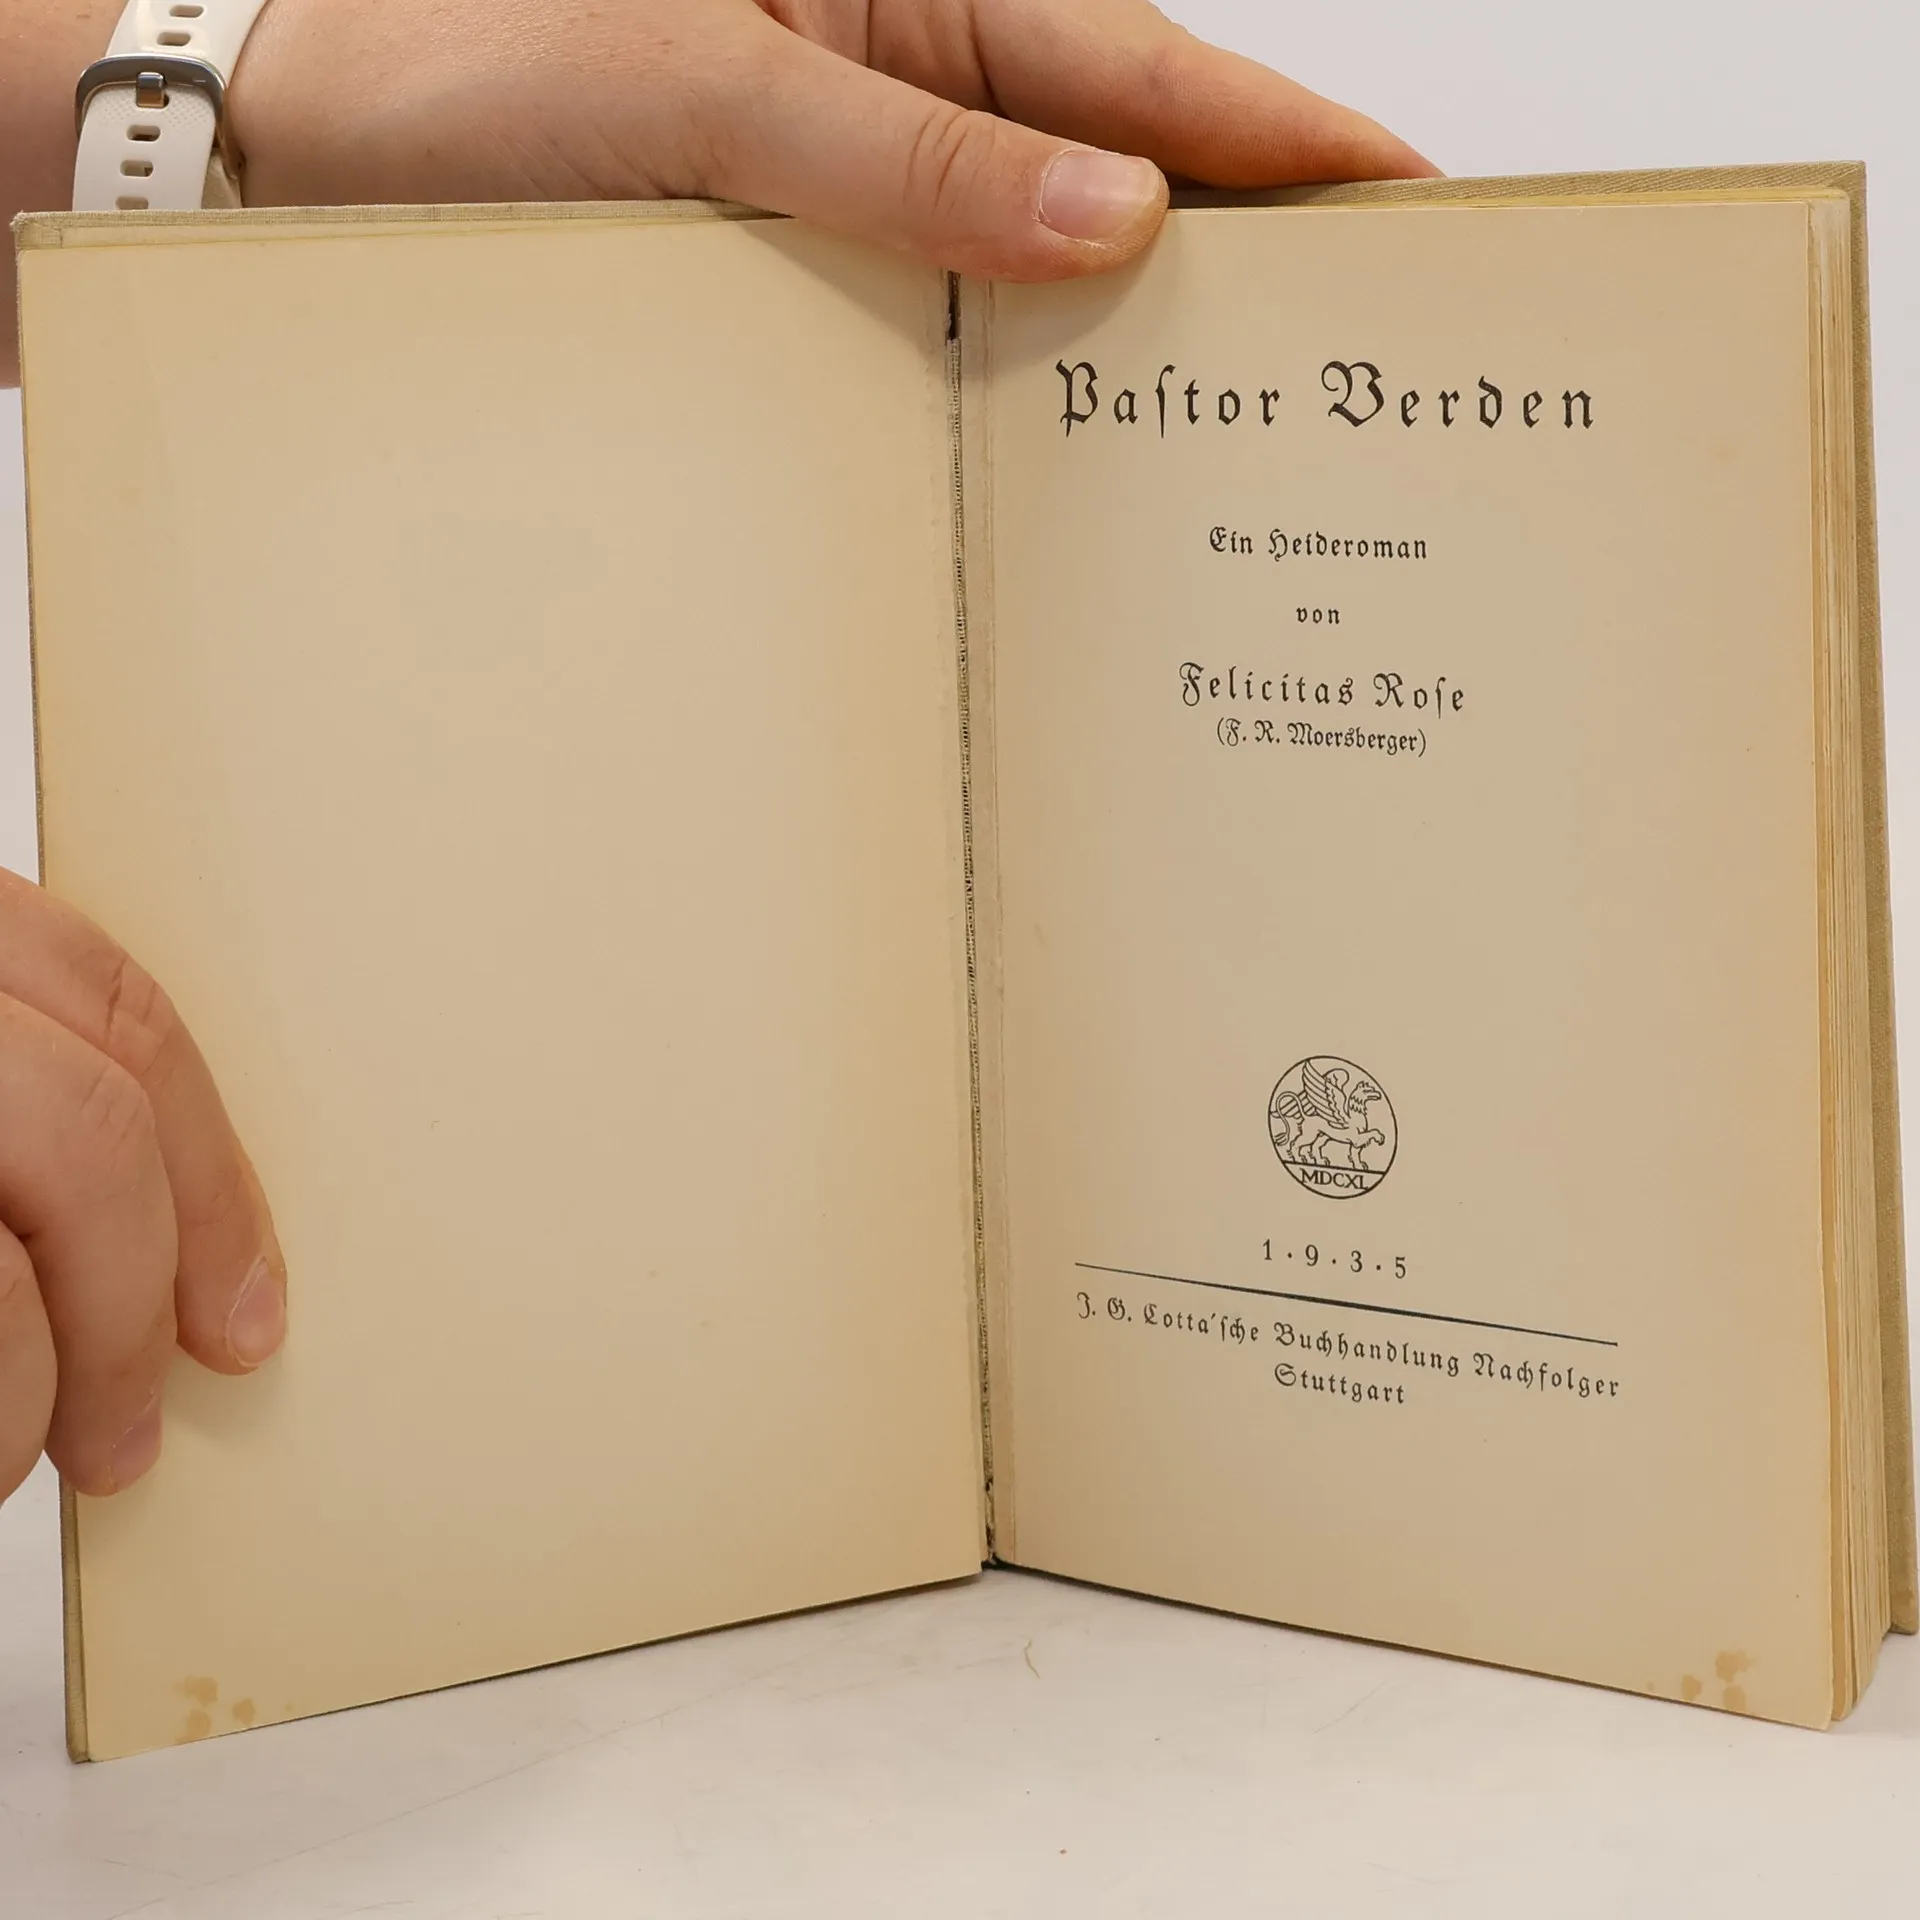 Paſtor Verden
Ein Heideroman
von
Felicitas Roſe
(F. R. Moersberger)
MDCXL
1 · 9 · 3 · 5
J. G. Cotta'ſche Buchhandlung Nachfolger
Stuttgart